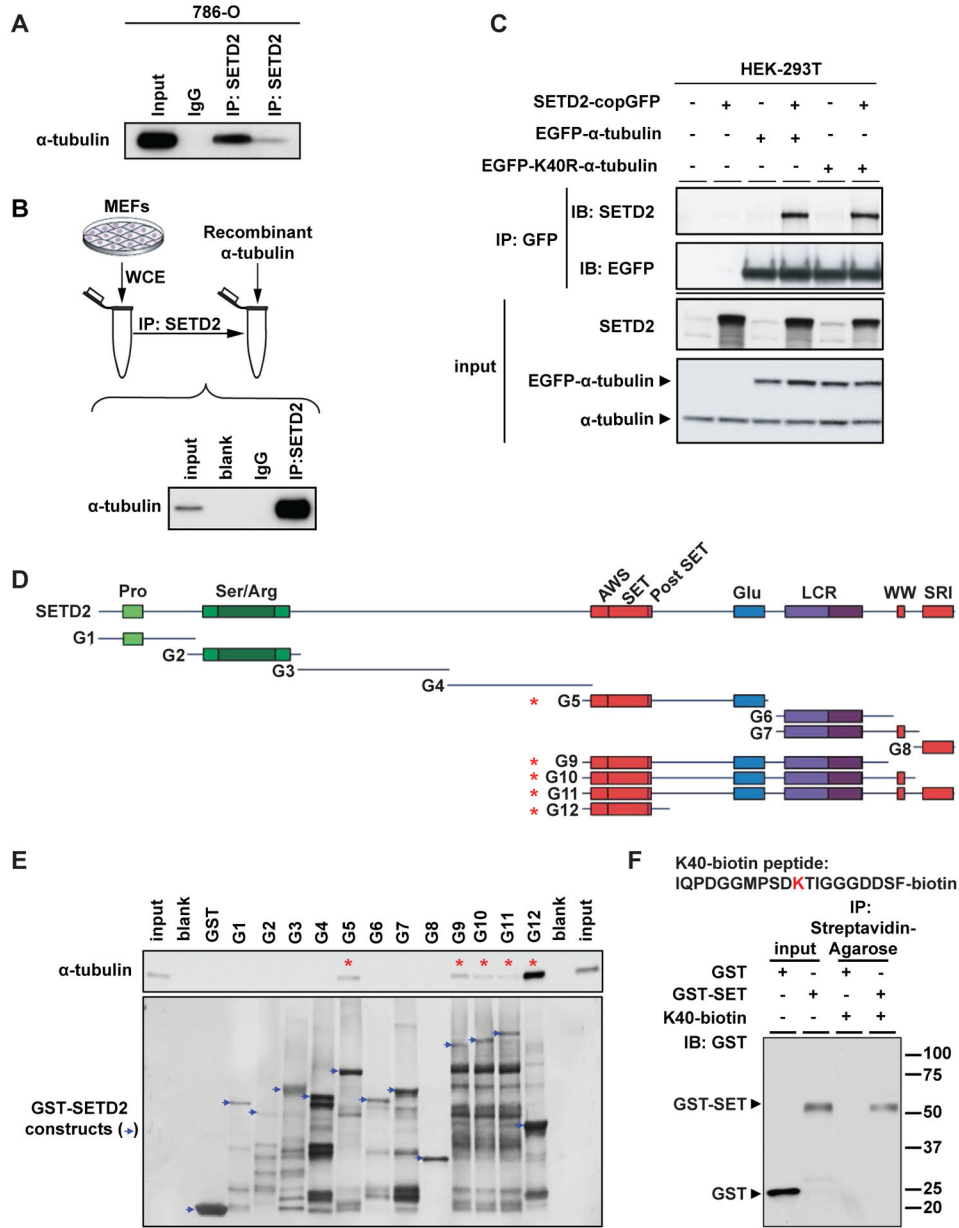 A
786-O
Input
IgG
IP: SETD2
IP: SETD2
α-tubulin
B
MEFs
WCE
Recombinant
α-tubulin
IP: SETD2
input
blank
IgG
IP:SETD2
α-tubulin
C
HEK-293T
SETD2-copGFP - + - + - +
EGFP-α-tubulin - - + + - -
EGFP-K40R-α-tubulin - - - - + +
IP: GFP
IB: SETD2
IB: EGFP
input
SETD2
EGFP-α-tubulin
α-tubulin
D
Pro
Ser/Arg
AWS
SET
Post SET
Glu
LCR
WW
SRI
SETD2
G1
G2
G3
G4
* G5
G6
G7
G8
* G9
* G10
* G11
* G12
E
input
blank
GST
G1
G2
G3
G4
G5
G6
G7
G8
G9
G10
G11
G12
blank
input
α-tubulin
* * * * *
GST-SETD2
constructs (→)
F
K40-biotin peptide:
IQPDGGMPSDKTIGGGDDSF-biotin
IP:
Streptavidin-
input Agarose
GST + - + -
GST-SET - + - +
K40-biotin - - + +
IB: GST
100
75
GST-SET
50
37
GST
25
20